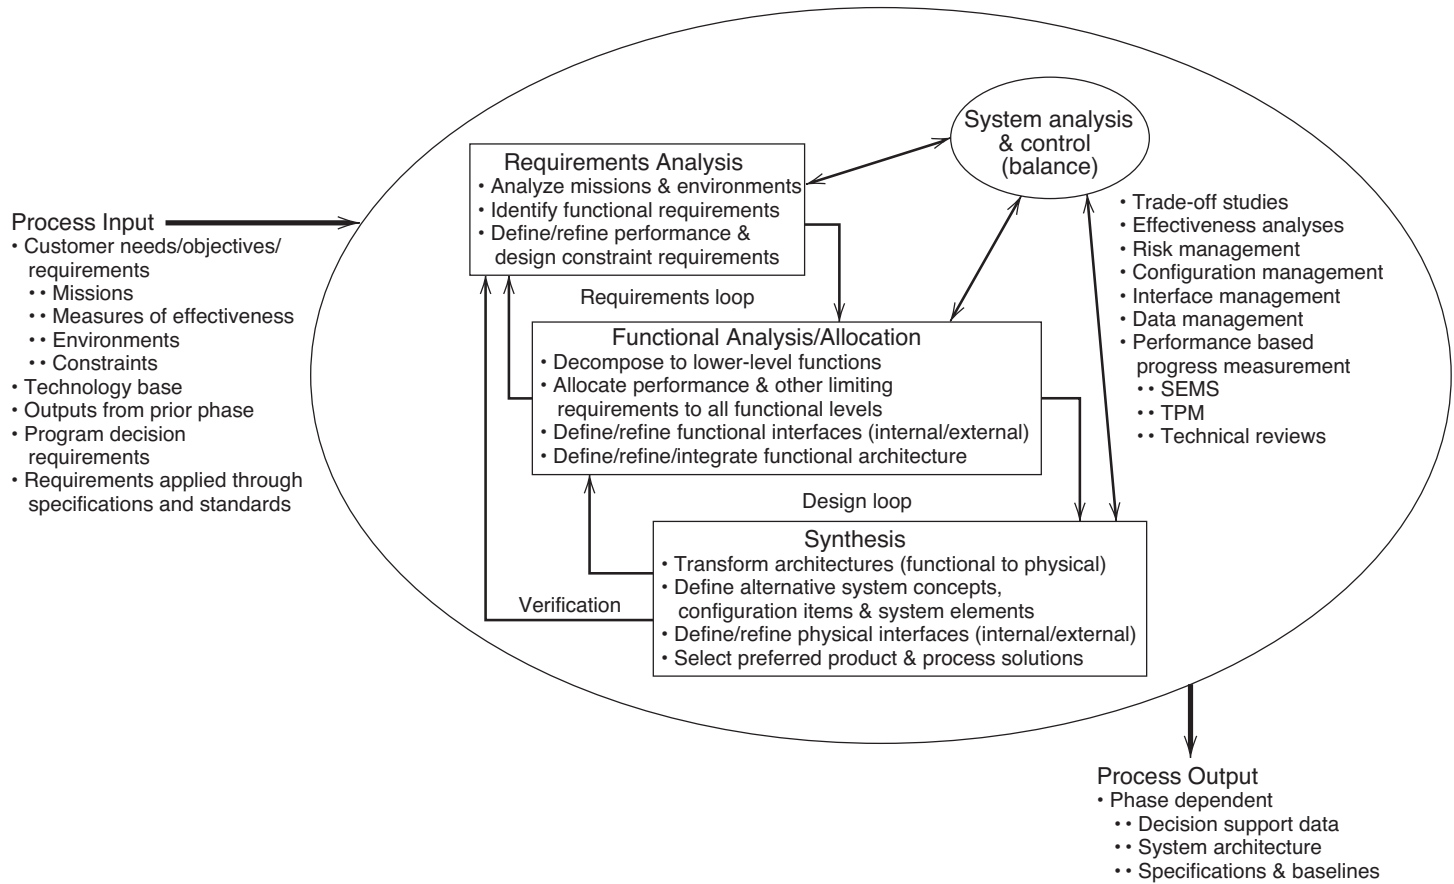 Process Input
• Customer needs/objectives/
requirements
•• Missions
•• Measures of effectiveness
•• Environments
•• Constraints
• Technology base
• Outputs from prior phase
• Program decision
requirements
• Requirements applied through
specifications and standards
Requirements Analysis
• Analyze missions & environments
• Identify functional requirements
• Define/refine performance &
design constraint requirements
System analysis
& control
(balance)
• Trade-off studies
• Effectiveness analyses
• Risk management
• Configuration management
• Interface management
• Data management
• Performance based
progress measurement
•• SEMS
•• TPM
•• Technical reviews
Requirements loop
Functional Analysis/Allocation
• Decompose to lower-level functions
• Allocate performance & other limiting
requirements to all functional levels
• Define/refine functional interfaces (internal/external)
• Define/refine/integrate functional architecture
Design loop
Synthesis
• Transform architectures (functional to physical)
• Define alternative system concepts,
configuration items & system elements
• Define/refine physical interfaces (internal/external)
• Select preferred product & process solutions
Verification
Process Output
• Phase dependent
•• Decision support data
•• System architecture
•• Specifications & baselines